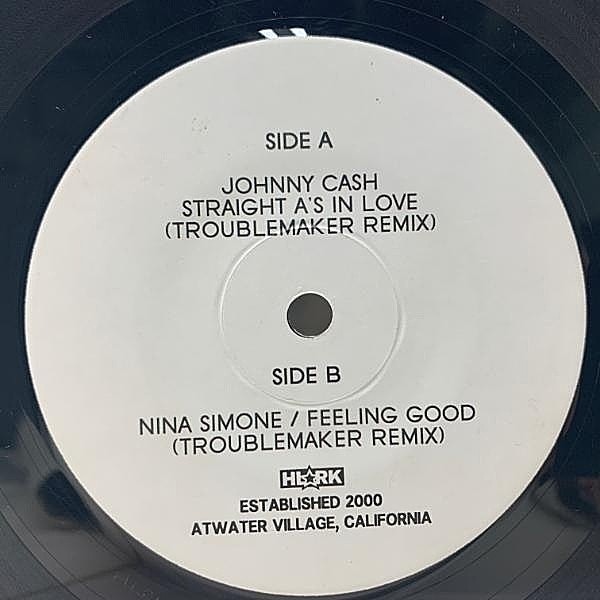 SIDE A
JOHNNY CASH
STRAIGHT A'S IN LOVE
(TROUBLEMAKER REMIX)
SIDE B
NINA SIMONE / FEELING GOOD
(TROUBLEMAKER REMIX)
ESTABLISHED 2000
ATWATER VILLAGE, CALIFORNIA